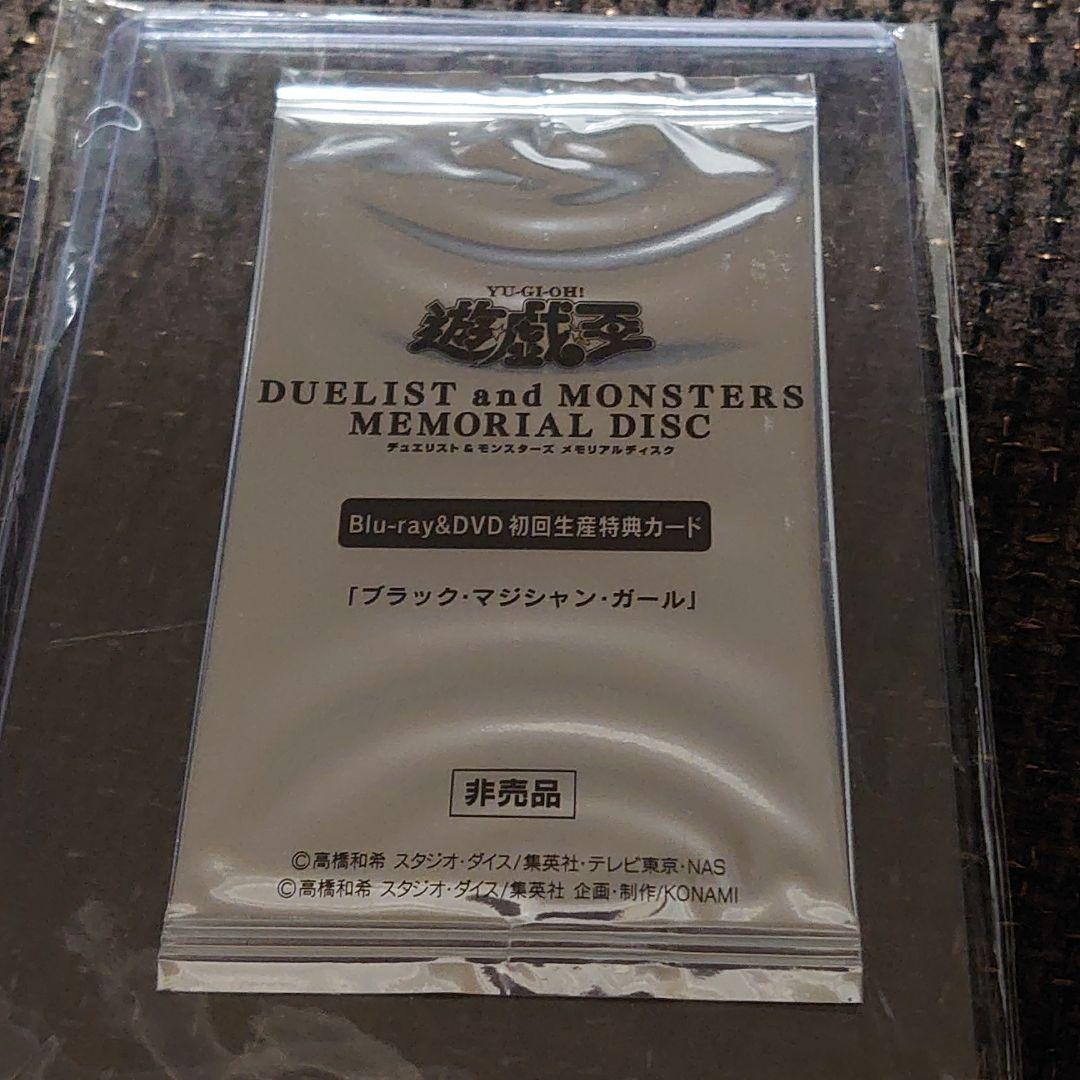 YU-GI-OH!
遊戯王
DUELIST and MONSTERS
MEMORIAL DISC
デュエリスト&モンスターズ メモリアルディスク
Blu-ray&DVD 初回生産特典カード
「ブラック・マジシャン・ガール」
非売品
©高橋和希 スタジオ・ダイス/集英社・テレビ東京・NAS
©高橋和希 スタジオ・ダイス/集英社 企画・制作/KONAMI